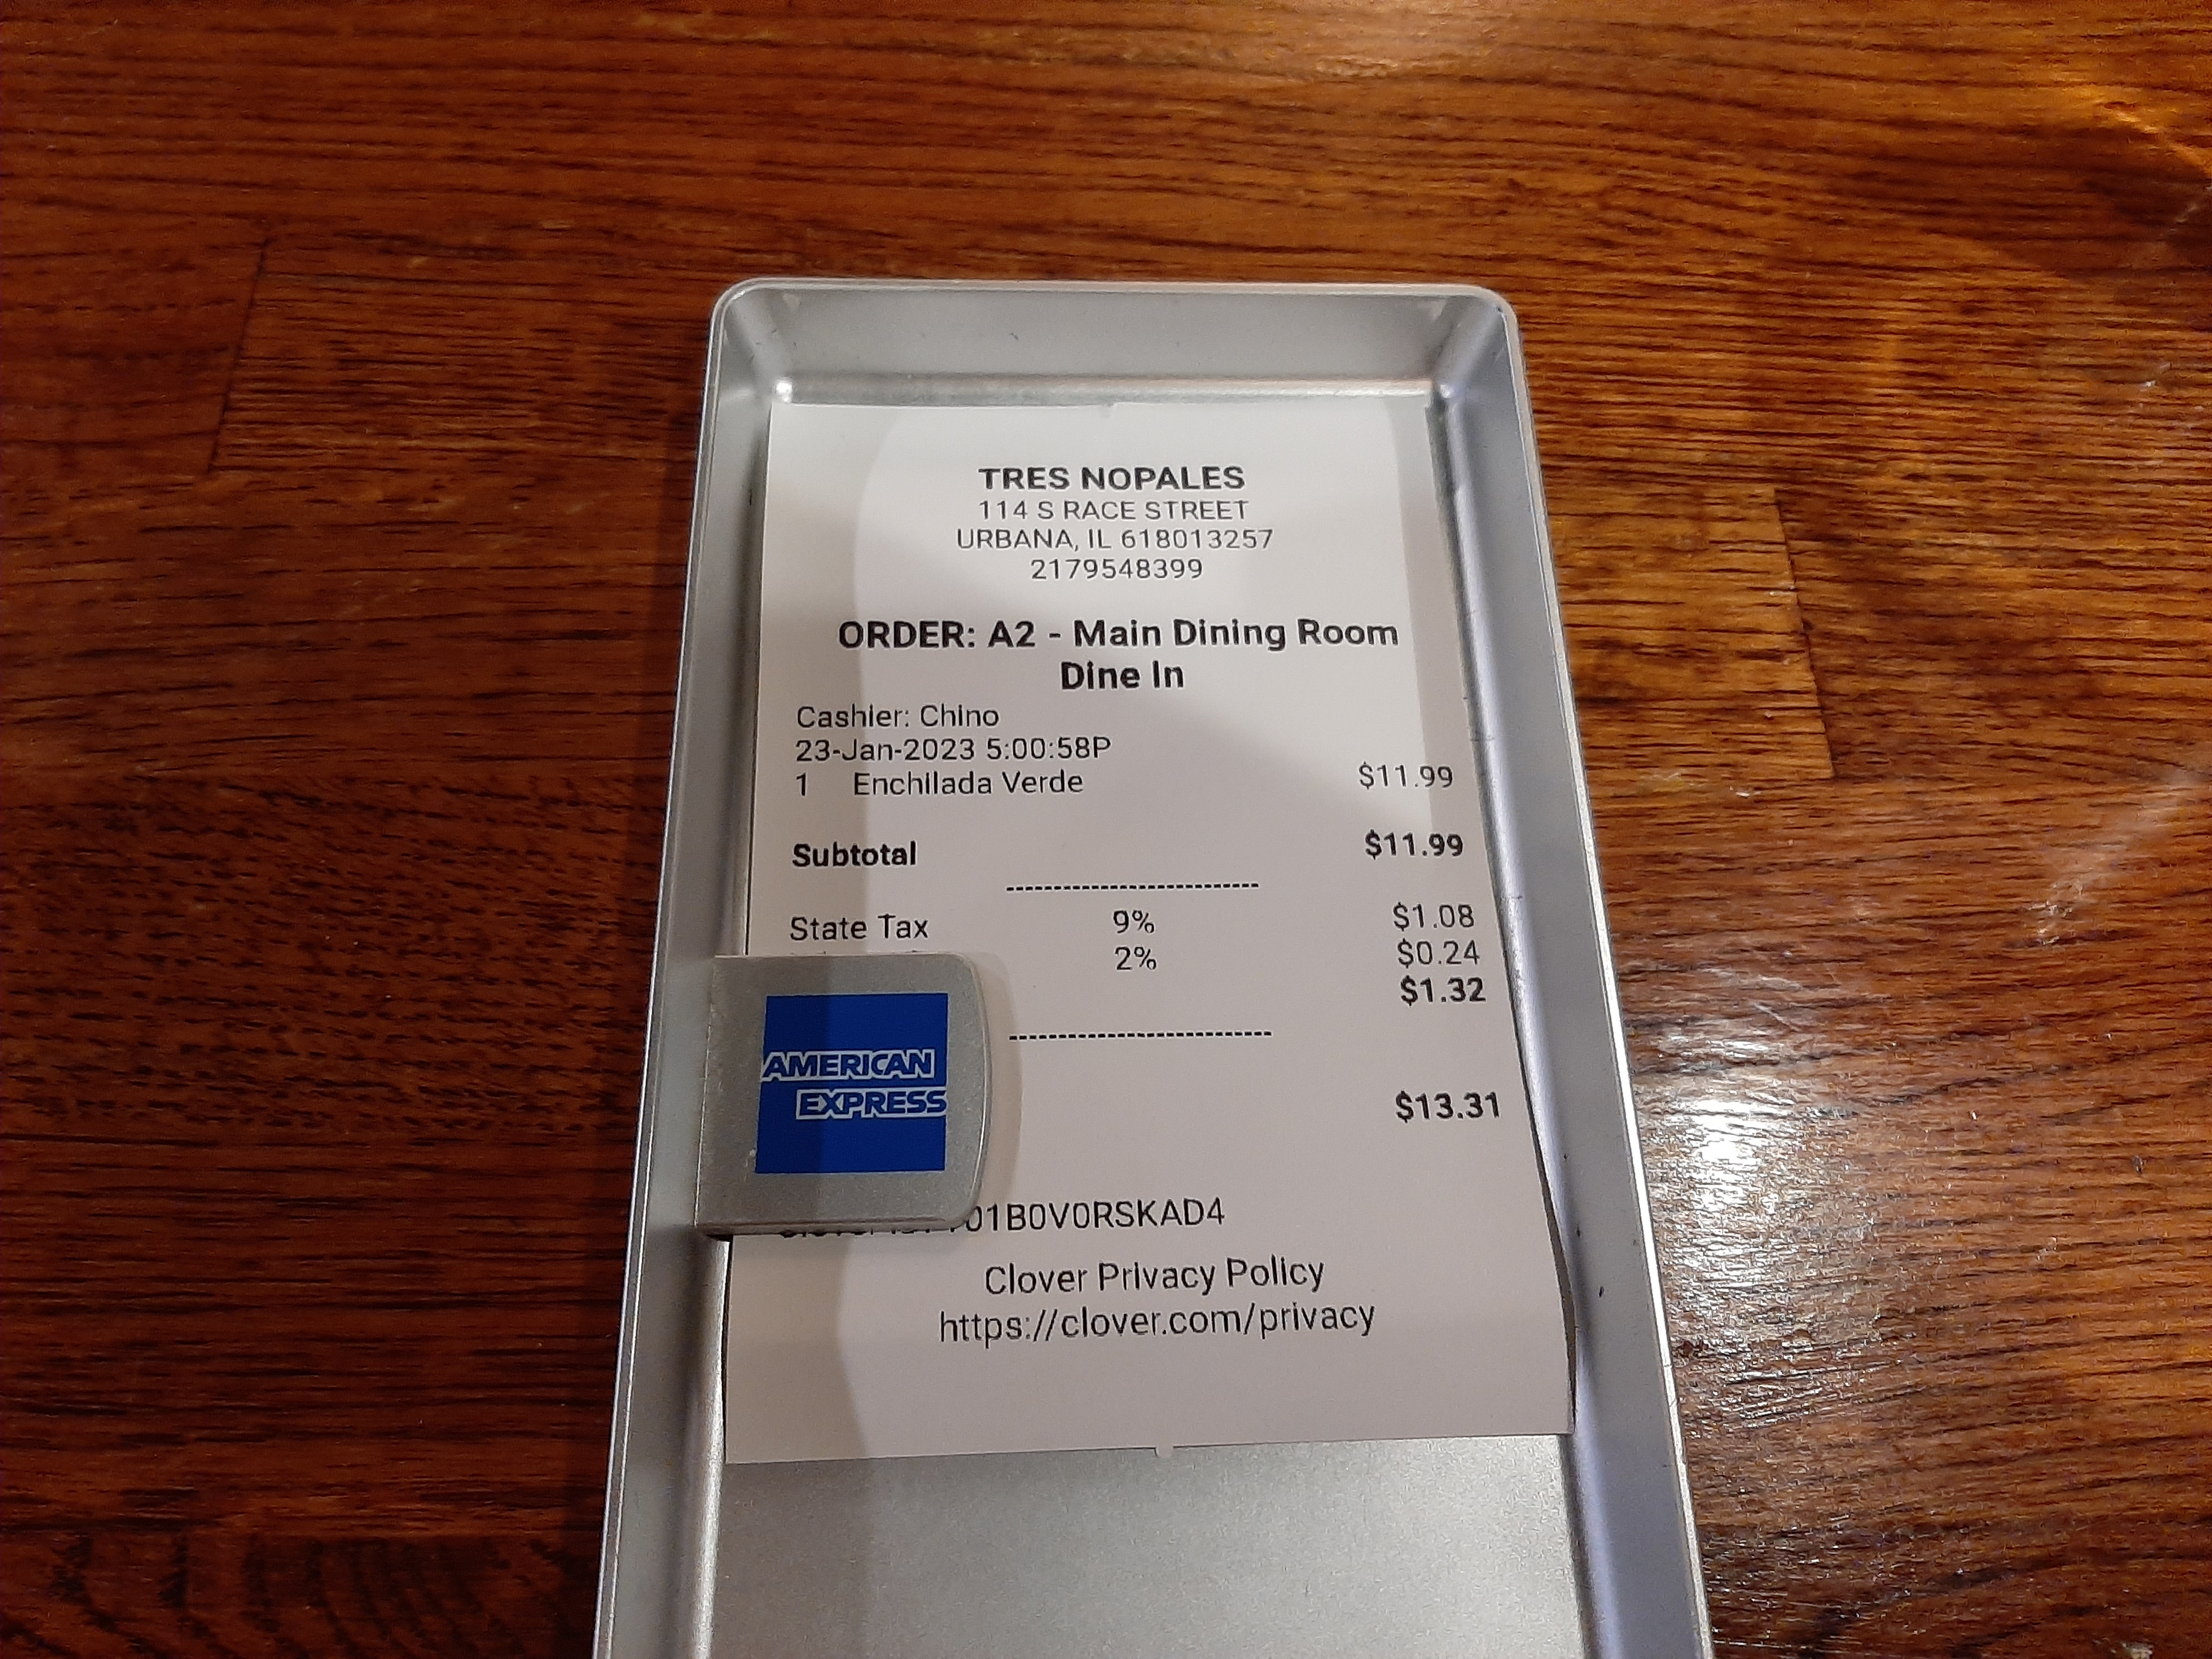 TRES NOPALES
114 S RACE STREET
URBANA, IL 618013257
2179548399
ORDER: A2 - Main Dining Room
Dine In
Cashier: Chino
23-Jan-2023 5:00:58P
1 Enchilada Verde $11.99
Subtotal $11.99
---------------------------
State Tax 9% $1.08
2% $0.24
$1.32
----------------------------
$13.31
AMERICAN
EXPRESS
01B0V0RSKAD4
Clover Privacy Policy
https://clover.com/privacy